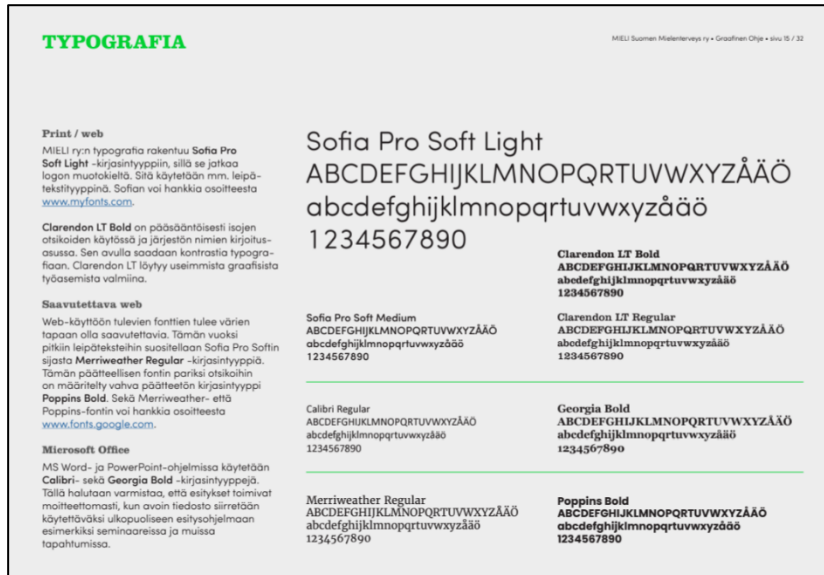 TYPOGRAFIA
MIELI Suomen Mielenterveys ry • Graafinen Ohje • sivu 15 / 32
Print / web
MIELI ry:n typografia rakentuu Sofia Pro
Soft Light -kirjasintyyppiin, sillä se jatkaa
logon muotokieltä. Sitä käytetään mm. leipä-
tekstityyppinä. Sofian voi hankkia osoitteesta
www.myfonts.com.
Clarendon LT Bold on pääsääntöisesti isojen
otsikoiden käytössä ja järjestön nimien kirjoitus-
asussa. Sen avulla saadaan kontrastia typogra-
fiaan. Clarendon LT löytyy useimmista graafisista
työasemista valmiina.
Saavutettava web
Web-käyttöön tulevien fonttien tulee värien
tapaan olla saavutettavia. Tämän vuoksi
pitkiin leipäteksteihin suositellaan Sofia Pro Softin
sijasta Merriweather Regular -kirjasintyyppiä.
Tämän päätteellisen fontin pariksi otsikoihin
on määritelty vahva päätteetön kirjasintyyppi
Poppins Bold. Sekä Merriweather- että
Poppins-fontin voi hankkia osoitteesta
www.fonts.google.com.
Microsoft Office
MS Word- ja PowerPoint-ohjelmissa käytetään
Calibri- sekä Georgia Bold -kirjasintyyppejä.
Tällä halutaan varmistaa, että esitykset toimivat
moitteettomasti, kun avoin tiedosto siirretään
käytettäväksi ulkopuoliseen esitysohjelmaan
esimerkiksi seminaareissa ja muissa
tapahtumissa.
Sofia Pro Soft Light
ABCDEFGHIJKLMNOPQRTUVWXYZÅÄÖ
abcdefghijklmnopqrtuvwxyzåäö
1234567890
Clarendon LT Bold
ABCDEFGHIJKLMNOPQRTUVWXYZÅÄÖ
abcdefghijklmnopqrtuvwxyzåäö
1234567890
Sofia Pro Soft Medium
ABCDEFGHIJKLMNOPQRTUVWXYZÅÄÖ
abcdefghijklmnopqrtuvwxyzåäö
1234567890
Clarendon LT Regular
ABCDEFGHIJKLMNOPQRTUVWXYZÅÄÖ
abcdefghijklmnopqrtuvwxyzåäö
1234567890
Calibri Regular
ABCDEFGHIJKLMNOPQRTUVWXYZÅÄÖ
abcdefghijklmnopqrtuvwxyzåäö
1234567890
Georgia Bold
ABCDEFGHIJKLMNOPQRTUVWXYZÅÄÖ
abcdefghijklmnopqrtuvwxyzåäö
1234567890
Merriweather Regular
ABCDEFGHIJKLMNOPQRTUVWXYZÅÄÖ
abcdefghijklmnopqrtuvwxyzåäö
1234567890
Poppins Bold
ABCDEFGHIJKLMNOPQRTUVWXYZÅÄÖ
abcdefghijklmnopqrtuvwxyzåäö
1234567890